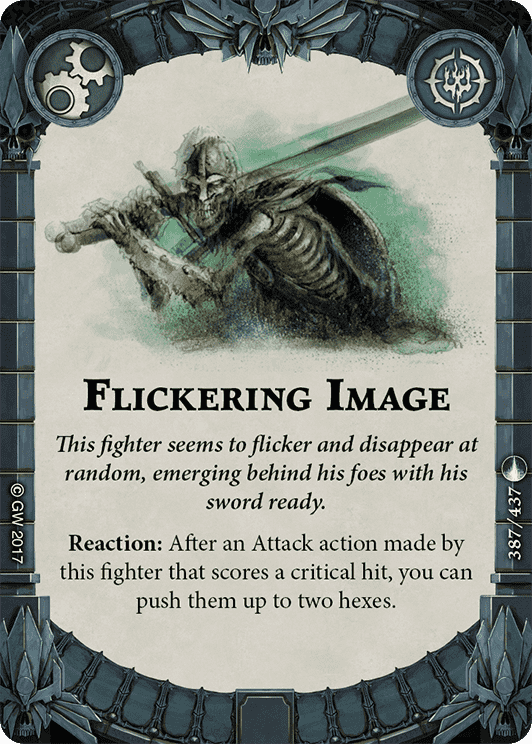 Flickering Image
This fighter seems to flicker and disappear at
random, emerging behind his foes with his
sword ready.
Reaction: After an Attack action made by
this fighter that scores a critical hit, you can
push them up to two hexes.
© GW 2017
387/437